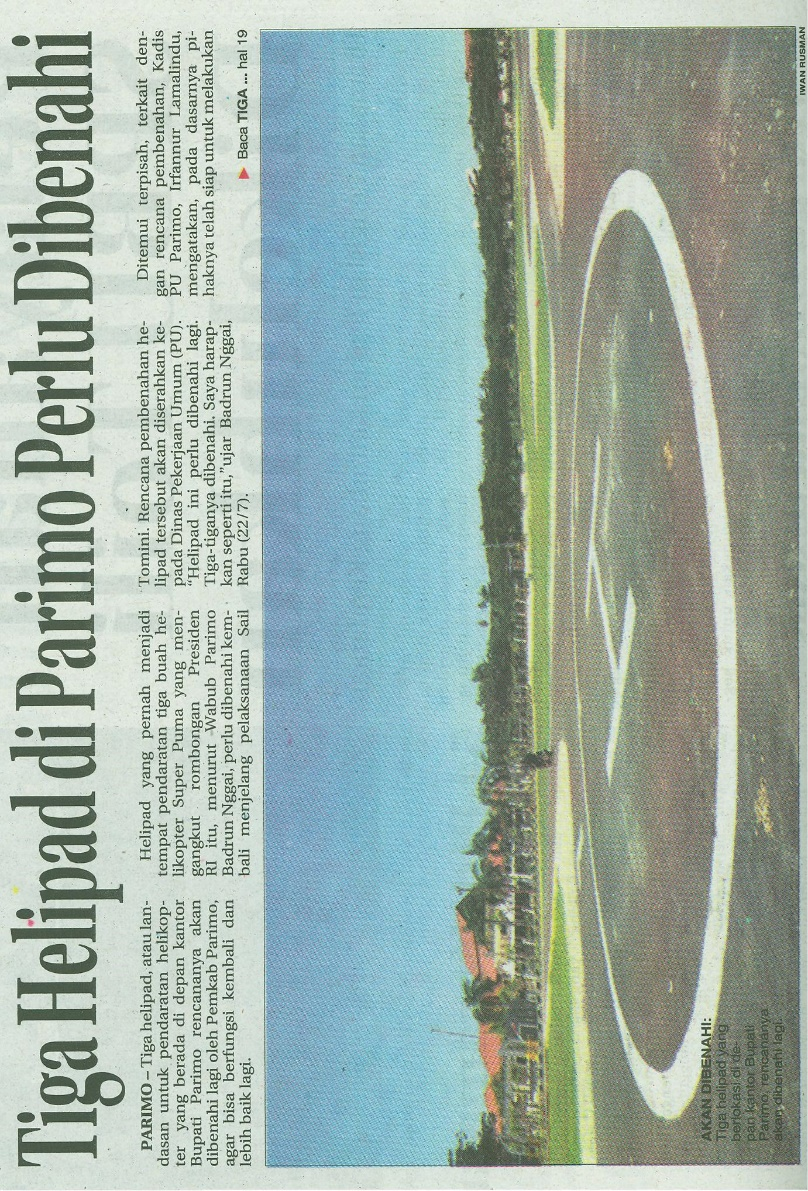 Tiga Helipad di Parimo Perlu Dibenahi
PARIMO – Tiga helipad, atau lan-
dasan untuk pendaratan helikop-
ter yang berada di depan kantor
Bupati Parimo rencananya akan
dibenahi lagi oleh Pemkab Parimo,
agar bisa berfungsi kembali dan
lebih baik lagi.
Helipad yang pernah menjadi
tempat pendaratan tiga buah he-
likopter Super Puma yang men-
gangkut rombongan Presiden
RI itu, menurut Wabub Parimo
Badrun Nggai, perlu dibenahi kem-
bali menjelang pelaksanaan Sail
Tomini. Rencana pembenahan he-
lipad tersebut akan diserahkan ke-
pada Dinas Pekerjaan Umum (PU).
“Helipad ini perlu dibenahi lagi.
Tiga-tiganya dibenahi. Saya harap-
kan seperti itu,”ujar Badrun Nggai,
Rabu (22/7).
Ditemui terpisah, terkait den-
gan rencana pembenahan, Kadis
PU Parimo, Irfannur Lamalindu,
mengatakan, pada dasarnya pi-
haknya telah siap untuk melakukan
Baca TIGA ... hal 19
AKAN DIBENAHI:
Tiga helipad yang
berlokasi di de-
pan kantor Bupati
Parimo, rencananya
akan dibenahi lagi.
IWAN RUSMAN
H